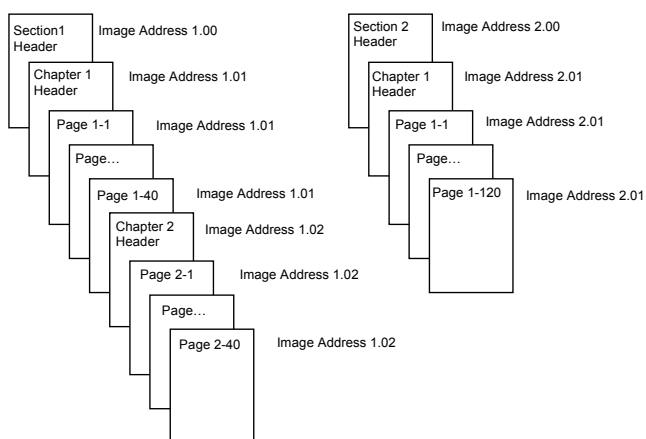 Section1
Header
Image Address 1.00
Chapter 1
Header
Image Address 1.01
Page 1-1
Image Address 1.01
Page…
Page 1-40
Image Address 1.01
Chapter 2
Header
Image Address 1.02
Page 2-1
Image Address 1.02
Page…
Page 2-40
Image Address 1.02
Section 2
Header
Image Address 2.00
Chapter 1
Header
Image Address 2.01
Page 1-1
Image Address 2.01
Page…
Page 1-120
Image Address 2.01